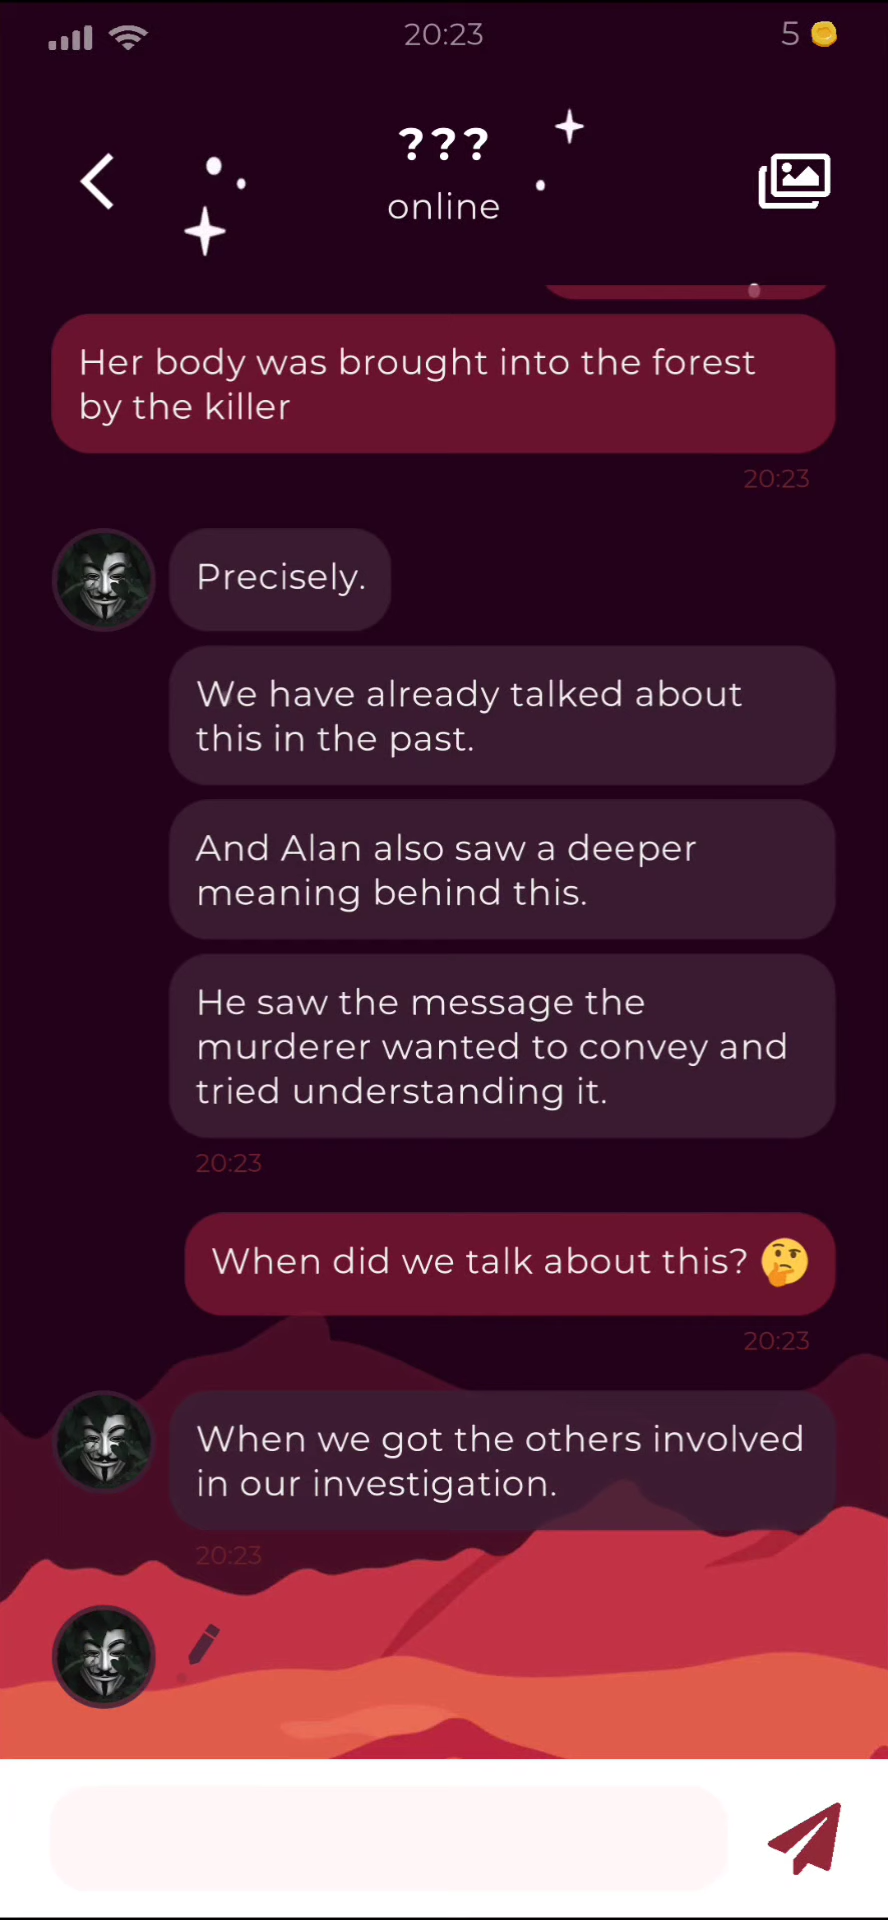 20:23
5
???
online
Her body was brought into the forest
by the killer
20:23
Precisely.
We have already talked about
this in the past.
And Alan also saw a deeper
meaning behind this.
He saw the message the
murderer wanted to convey and
tried understanding it.
20:23
When did we talk about this? 🤔
20:23
When we got the others involved
in our investigation.
20:23